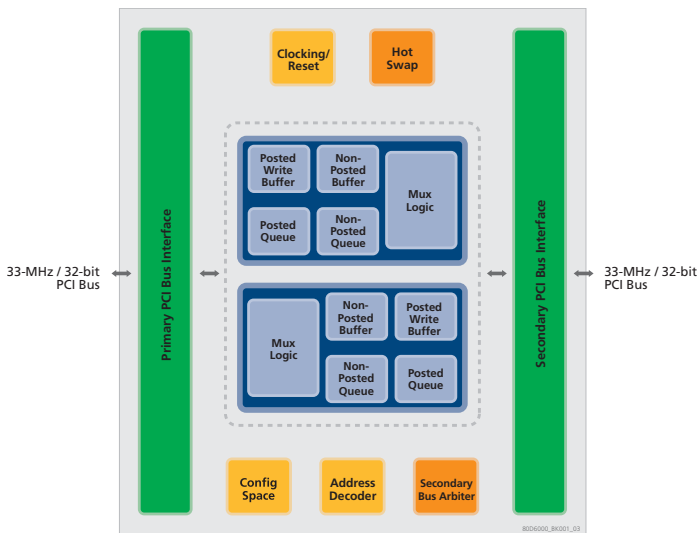 Clocking/
Reset
Hot
Swap
33-MHz / 32-bit
PCI Bus
Primary PCI Bus Interface
Posted
Write
Buffer
Non-
Posted
Buffer
Mux
Logic
Posted
Queue
Non-
Posted
Queue
Mux
Logic
Non-
Posted
Buffer
Posted
Write
Buffer
Non-
Posted
Queue
Posted
Queue
Secondary PCI Bus Interface
33-MHz / 32-bit
PCI Bus
Config
Space
Address
Decoder
Secondary
Bus Arbiter
80D6000_BK001_03